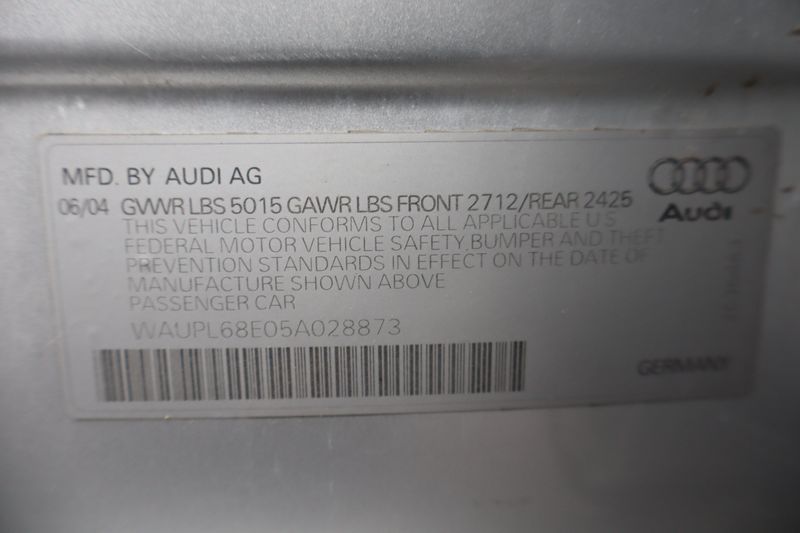 MFD. BY AUDI AG
06/04 GVWR LBS 5015 GAWR LBS FRONT 2712/REAR 2425
THIS VEHICLE CONFORMS TO ALL APPLICABLE U S
FEDERAL MOTOR VEHICLE SAFETY, BUMPER AND THEFT
PREVENTION STANDARDS IN EFFECT ON THE DATE OF
MANUFACTURE SHOWN ABOVE
PASSENGER CAR
WAUPL68E05A028873
Audi
GERMANY